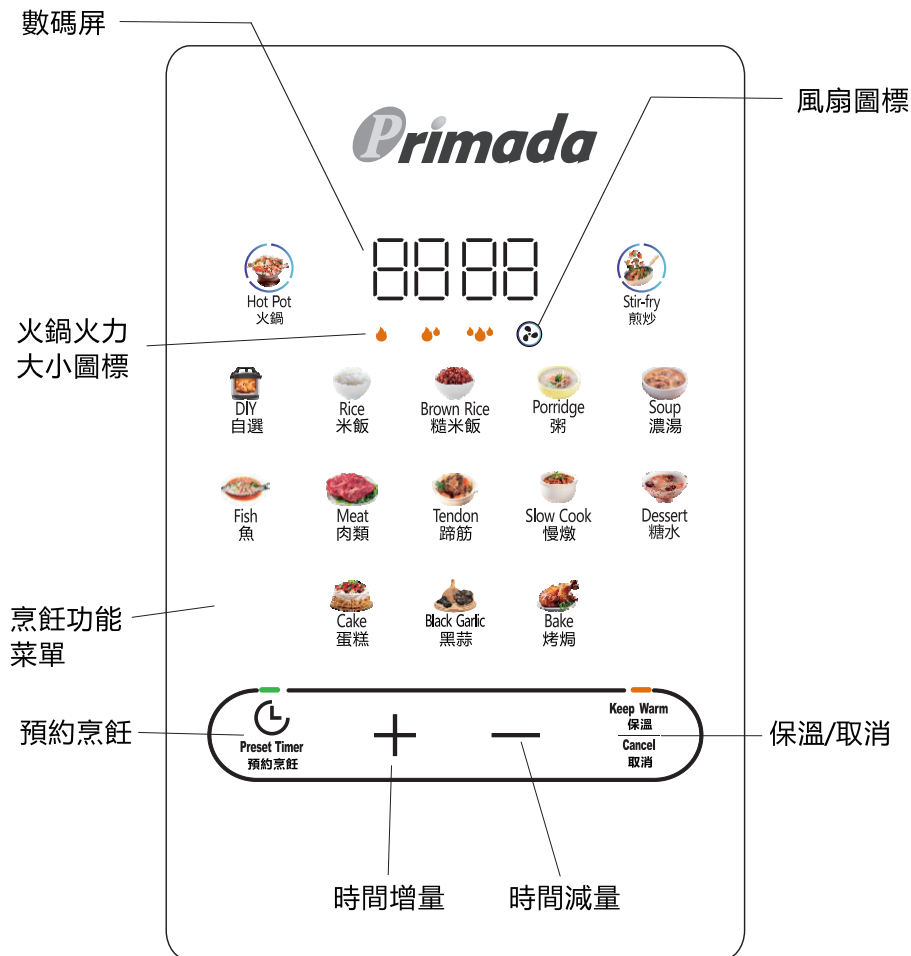 數碼屏
風扇圖標
Primada
88 88
Hot Pot
火鍋
Stir-fry
煎炒
火鍋火力
大小圖標
DIY
自選
Rice
米飯
Brown Rice
糙米飯
Porridge
粥
Soup
濃湯
Fish
魚
Meat
肉類
Tendon
蹄筋
Slow Cook
慢燉
Dessert
糖水
烹飪功能
菜單
Cake
蛋糕
Black Garlic
黑蒜
Bake
烤焗
預約烹飪
Preset Timer
預約烹飪
+
—
Keep Warm
保溫
Cancel
取消
保溫/取消
時間增量
時間減量